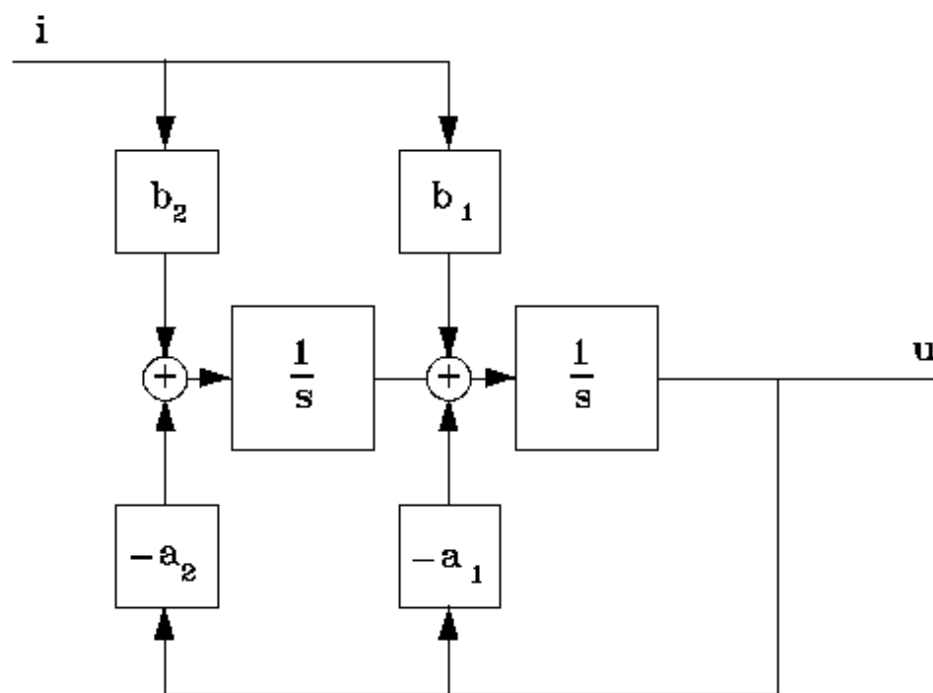 i
b₂
b₁
+
1/s
+
1/s
u
-a₂
-a₁